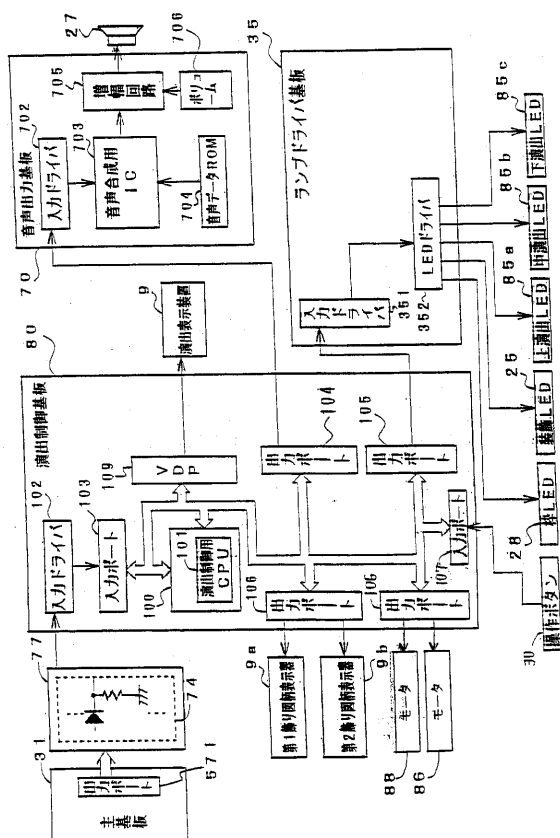 31
主基板
出力ポート
571
77
74
80
演出制御基板
102
入力ドライバ
103
入力ポート
109
VDP
100
101
演出制御用
CPU
106
出力ポート
106
出力ポート
107
入力ポート
104
出力ポート
105
出力ポート
9
演出表示装置
9a
第1飾り図柄表示器
9b
第2飾り図柄表示器
88
モータ
86
モータ
70
音声出力基板
702
入力ドライバ
703
音声合成用
IC
704
音声データROM
705
増幅
回路
706
ボリューム
27
35
ランプドライバ基板
351
入力ドライバ
352
LEDドライバ
30
操作ボタン
28
枠LED
25
装飾LED
85a
上演出LED
85b
中演出LED
85c
下演出LED